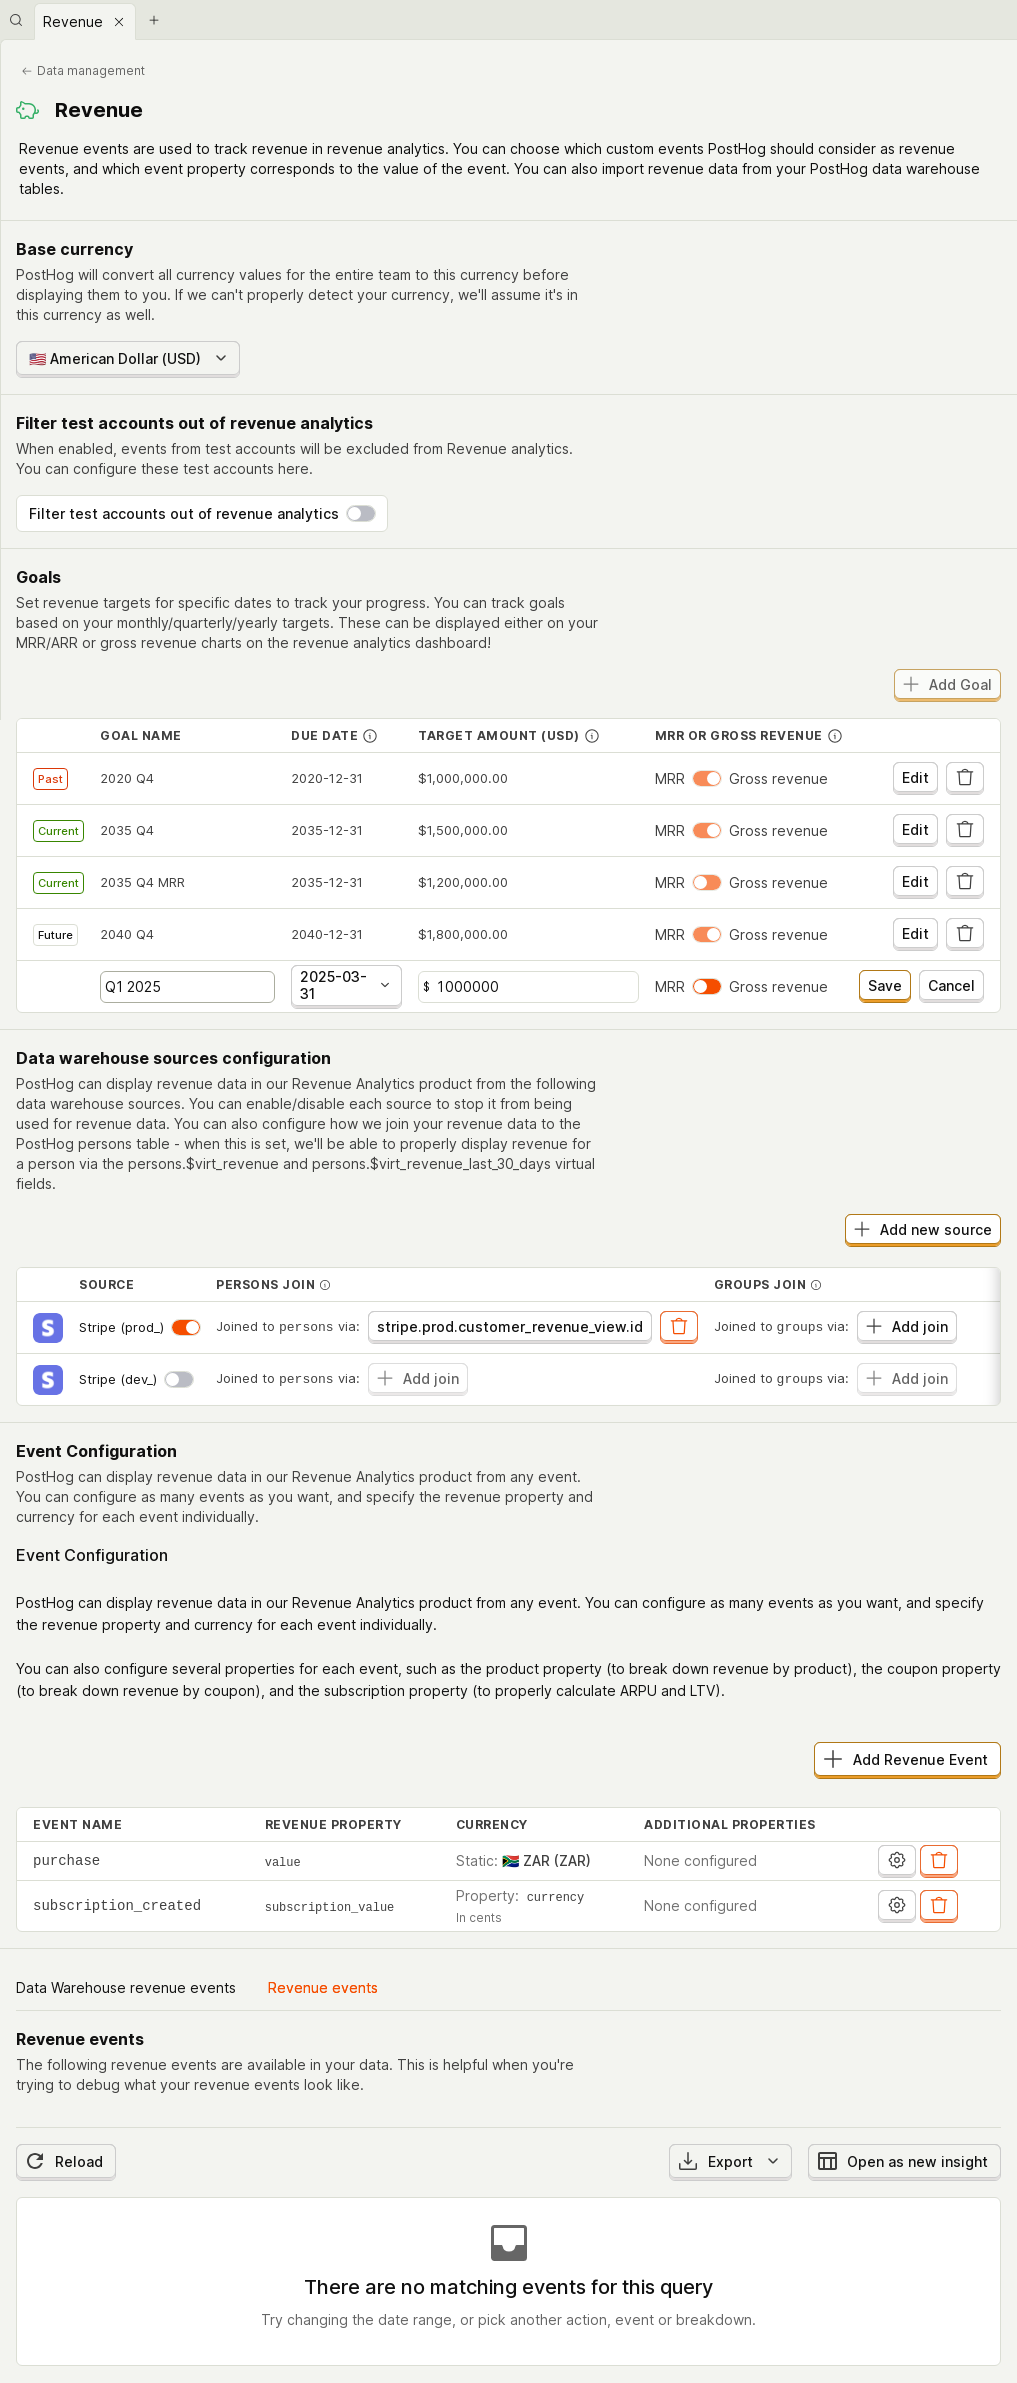 Revenue
Data management
Revenue
Revenue events are used to track revenue in revenue analytics. You can choose which custom events PostHog should consider as revenue
events, and which event property corresponds to the value of the event. You can also import revenue data from your PostHog data warehouse
tables.
Base currency
PostHog will convert all currency values for the entire team to this currency before
displaying them to you. If we can't properly detect your currency, we'll assume it's in
this currency as well.
🇺🇸 American Dollar (USD)
Filter test accounts out of revenue analytics
When enabled, events from test accounts will be excluded from Revenue analytics.
You can configure these test accounts here.
Filter test accounts out of revenue analytics
Goals
Set revenue targets for specific dates to track your progress. You can track goals
based on your monthly/quarterly/yearly targets. These can be displayed either on your
MRR/ARR or gross revenue charts on the revenue analytics dashboard!
Add Goal
GOAL NAME DUE DATE TARGET AMOUNT (USD) MRR OR GROSS REVENUE
Past 2020 Q4 2020-12-31 $1,000,000.00 MRR Gross revenue Edit
Current 2035 Q4 2035-12-31 $1,500,000.00 MRR Gross revenue Edit
Current 2035 Q4 MRR 2035-12-31 $1,200,000.00 MRR Gross revenue Edit
Future 2040 Q4 2040-12-31 $1,800,000.00 MRR Gross revenue Edit
Q1 2025 2025-03-31 $ 1000000 MRR Gross revenue Save Cancel
Data warehouse sources configuration
PostHog can display revenue data in our Revenue Analytics product from the following
data warehouse sources. You can enable/disable each source to stop it from being
used for revenue data. You can also configure how we join your revenue data to the
PostHog persons table - when this is set, we'll be able to properly display revenue for
a person via the persons.$virt_revenue and persons.$virt_revenue_last_30_days virtual
fields.
Add new source
SOURCE PERSONS JOIN GROUPS JOIN
S Stripe (prod_) Joined to persons via: stripe.prod.customer_revenue_view.id Joined to groups via: Add join
S Stripe (dev_) Joined to persons via: Add join Joined to groups via: Add join
Event Configuration
PostHog can display revenue data in our Revenue Analytics product from any event.
You can configure as many events as you want, and specify the revenue property and
currency for each event individually.
Event Configuration
PostHog can display revenue data in our Revenue Analytics product from any event. You can configure as many events as you want, and specify
the revenue property and currency for each event individually.
You can also configure several properties for each event, such as the product property (to break down revenue by product), the coupon property
(to break down revenue by coupon), and the subscription property (to properly calculate ARPU and LTV).
Add Revenue Event
EVENT NAME REVENUE PROPERTY CURRENCY ADDITIONAL PROPERTIES
purchase value Static: 🇿🇦 ZAR (ZAR) None configured
subscription_created subscription_value Property: currency None configured
In cents
Data Warehouse revenue events Revenue events
Revenue events
The following revenue events are available in your data. This is helpful when you're
trying to debug what your revenue events look like.
Reload Export Open as new insight
There are no matching events for this query
Try changing the date range, or pick another action, event or breakdown.